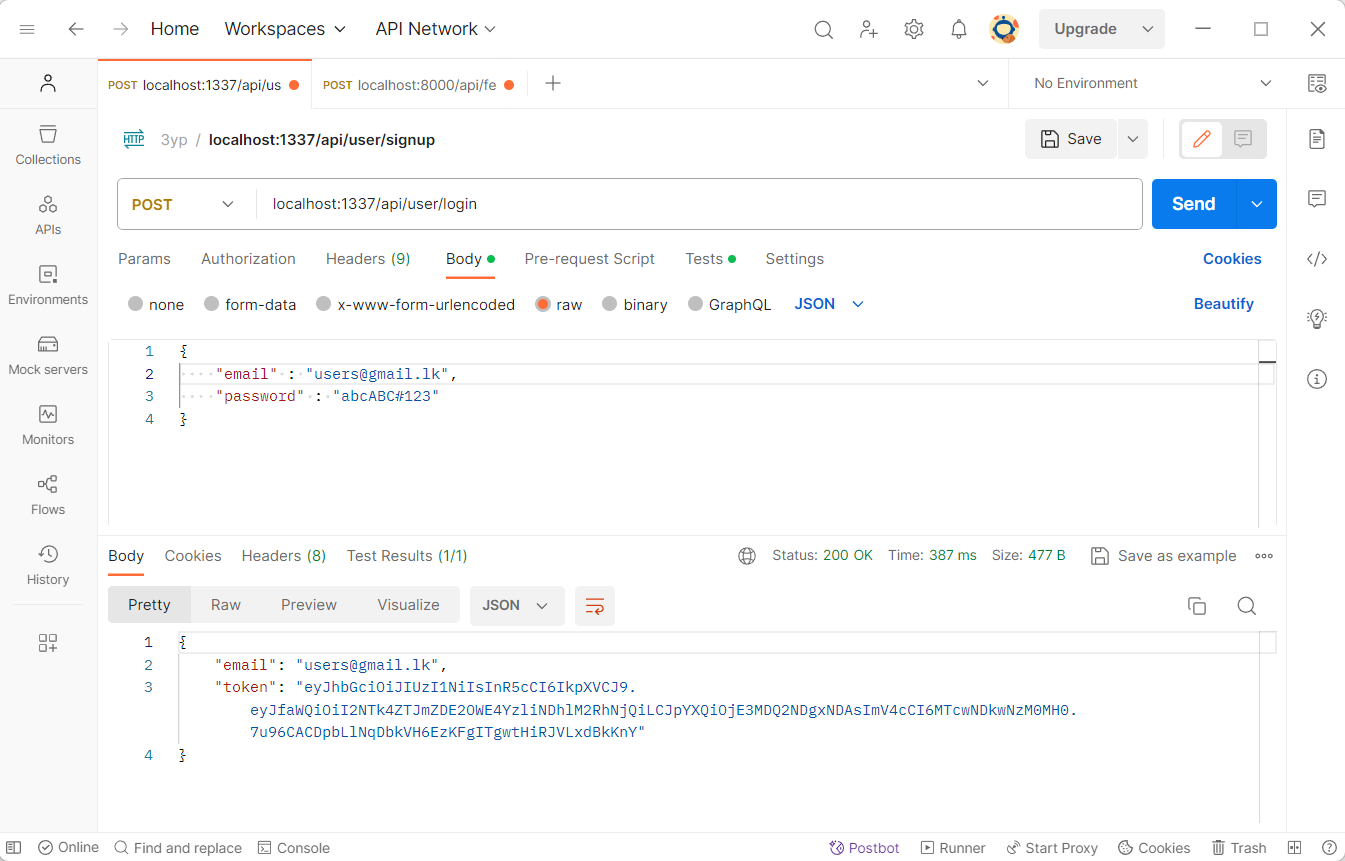 Home Workspaces API Network Upgrade
POST localhost:1337/api/us POST localhost:8000/api/fe No Environment
HTTP 3yp / localhost:1337/api/user/signup Save
POST localhost:1337/api/user/login Send
Params Authorization Headers (9) Body Pre-request Script Tests Settings Cookies
none form-data x-www-form-urlencoded raw binary GraphQL JSON Beautify
Collections
APIs
Environments
Mock servers
Monitors
Flows
History
1 {
2 "email" : "users@gmail.lk",
3 "password" : "abcABC#123"
4 }
Body Cookies Headers (8) Test Results (1/1) Status: 200 OK Time: 387 ms Size: 477 B Save as example
Pretty Raw Preview Visualize JSON
1 {
2 "email": "users@gmail.lk",
3 "token": "eyJhbGciOiJIUzI1NiIsInR5cCI6IkpXVCJ9.
eyJfaWQiOiI2NTk4ZTJmZDE2OWE4YzliNDhlM2RhNjQiLCJpYXQiOjE3MDQ2NDgxNDAsImV4cCI6MTcwNDkwNzM0MH0.
7u96CACDpbLlNqDbkVH6EzKFgITgwtHiRJVLxdBkKnY"
4 }
Online Find and replace Console Postbot Runner Start Proxy Cookies Trash